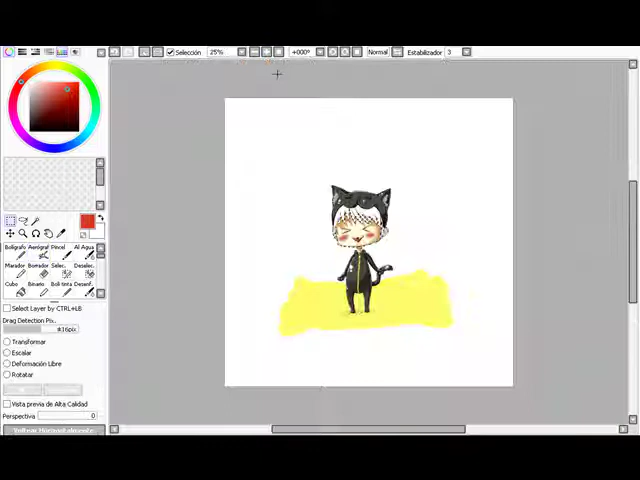 Selección 25% +000° Normal Estabilizador 3
Bolígrafo Aerógraf Pincel Al Agua
Marador Borrador Selec. Deselec.
Cubo Binario Boli tinta Desenf.
Select Layer by CTRL+LB
Drag Detection Pix.
±16pix
Transformar
Escalar
Deformación Libre
Rotatar
Vista previa de Alta Calidad
Perspectiva 0
Voltear Horizontalmente